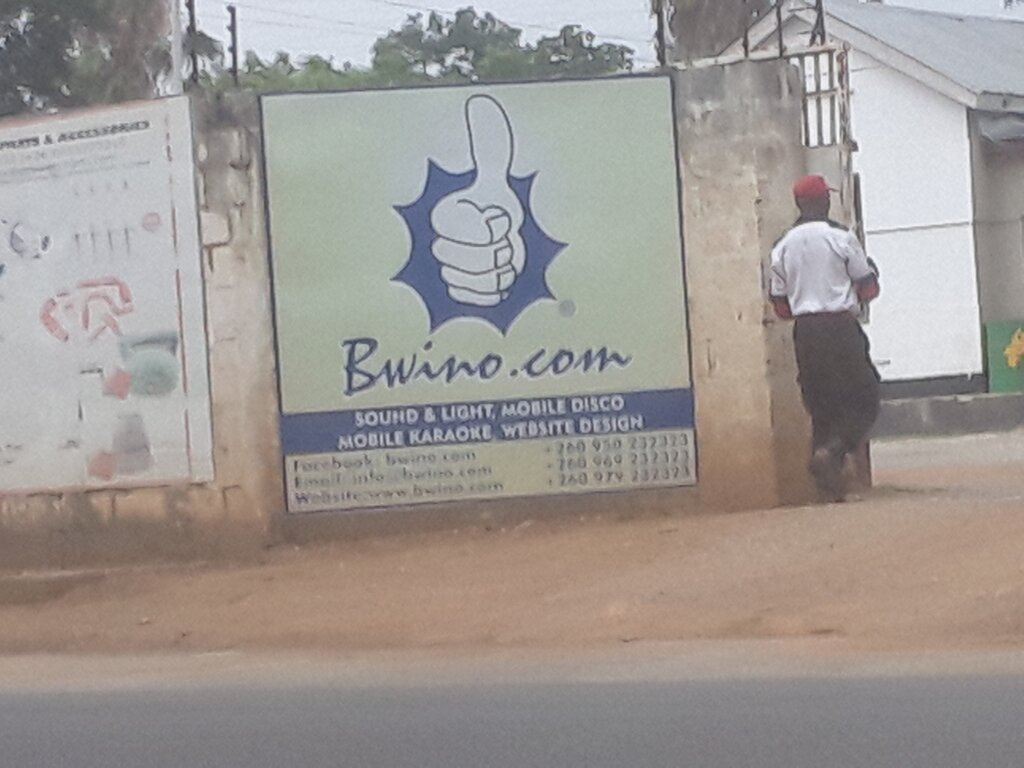 PARTS & ACCESSORIES
Bwino.com
SOUND & LIGHT, MOBILE DISCO
MOBILE KARAOKE, WEBSITE DESIGN
Facebook: bwino.com
Email: info@bwino.com
Website:www.bwino.com
+260 950 232323
+260 969 232323
+260 979 232323